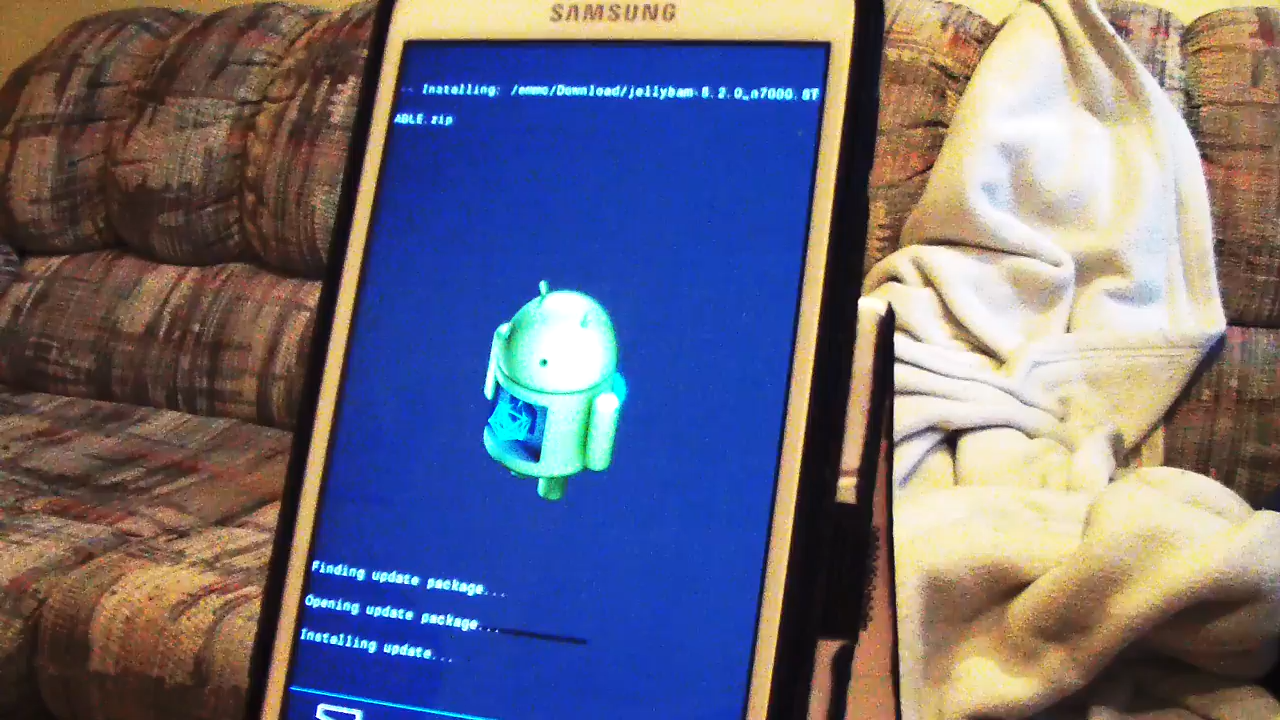 SAMSUNG
-- Installing: /emmc/Download/jellybam-8.2.0_n7000.ST
ABLE.zip
Finding update package...
Opening update package...
Installing update...